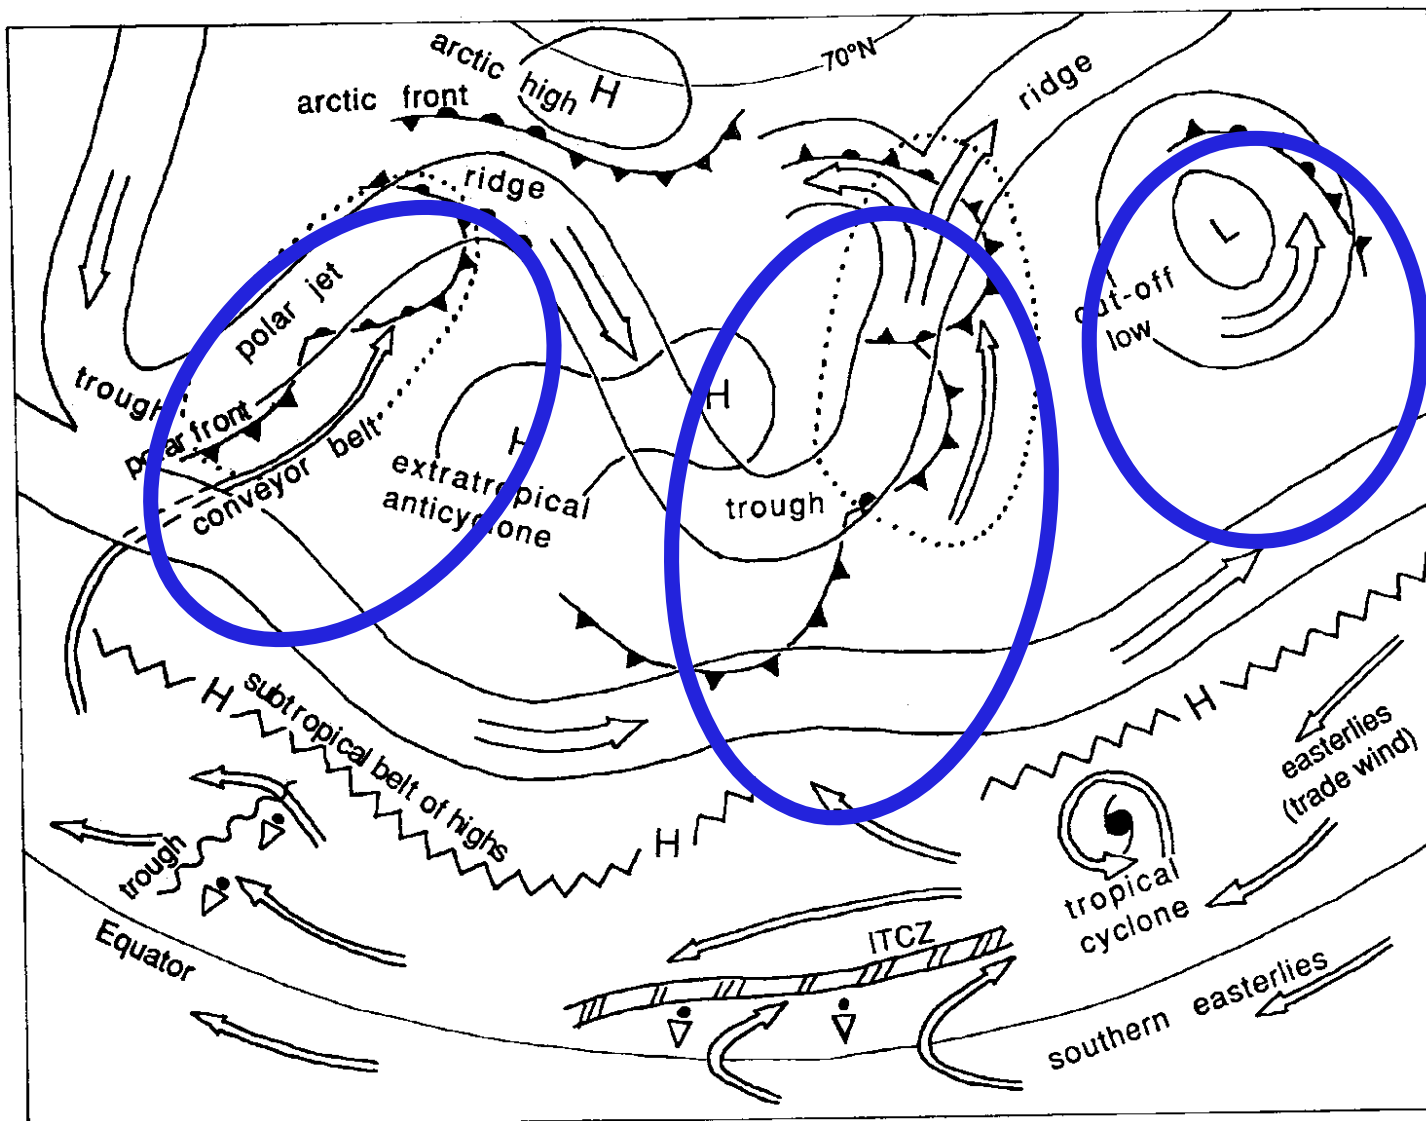 arctic
high H
70°N
ridge
arctic front
ridge
polar jet
L
cut-off
low
trough
polar front
conveyor belt
H
H
extratropical
anticyclone
trough
H
subtropical belt of highs
H
H
easterlies
(trade wind)
trough
tropical
cyclone
ITCZ
Equator
southern easterlies